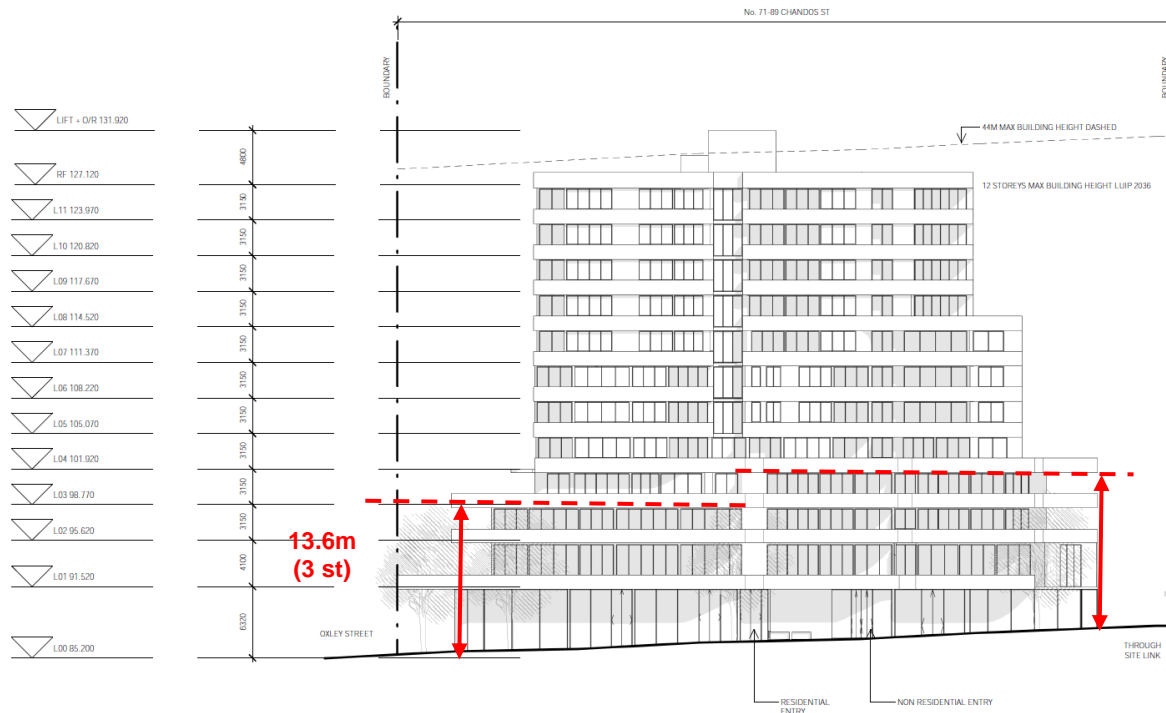 No. 71-89 CHANDOS ST
BOUNDARY
BOUNDARY
LIFT + O/R 131.920
44M MAX BUILDING HEIGHT DASHED
4800
RF 127.120
12 STOREYS MAX BUILDING HEIGHT LUIP 2036
3150
L11 123.970
3150
L10 120.820
3150
L09 117.670
3150
L08 114.520
3150
L07 111.370
3150
L06 108.220
3150
L05 105.070
3150
L04 101.920
3150
L03 98.770
3150
L02 95.620
13.6m
(3 st)
4100
L01 91.520
6320
OXLEY STREET
L00 85.200
THROUGH
SITE LINK
RESIDENTIAL
ENTRY
NON RESIDENTIAL ENTRY